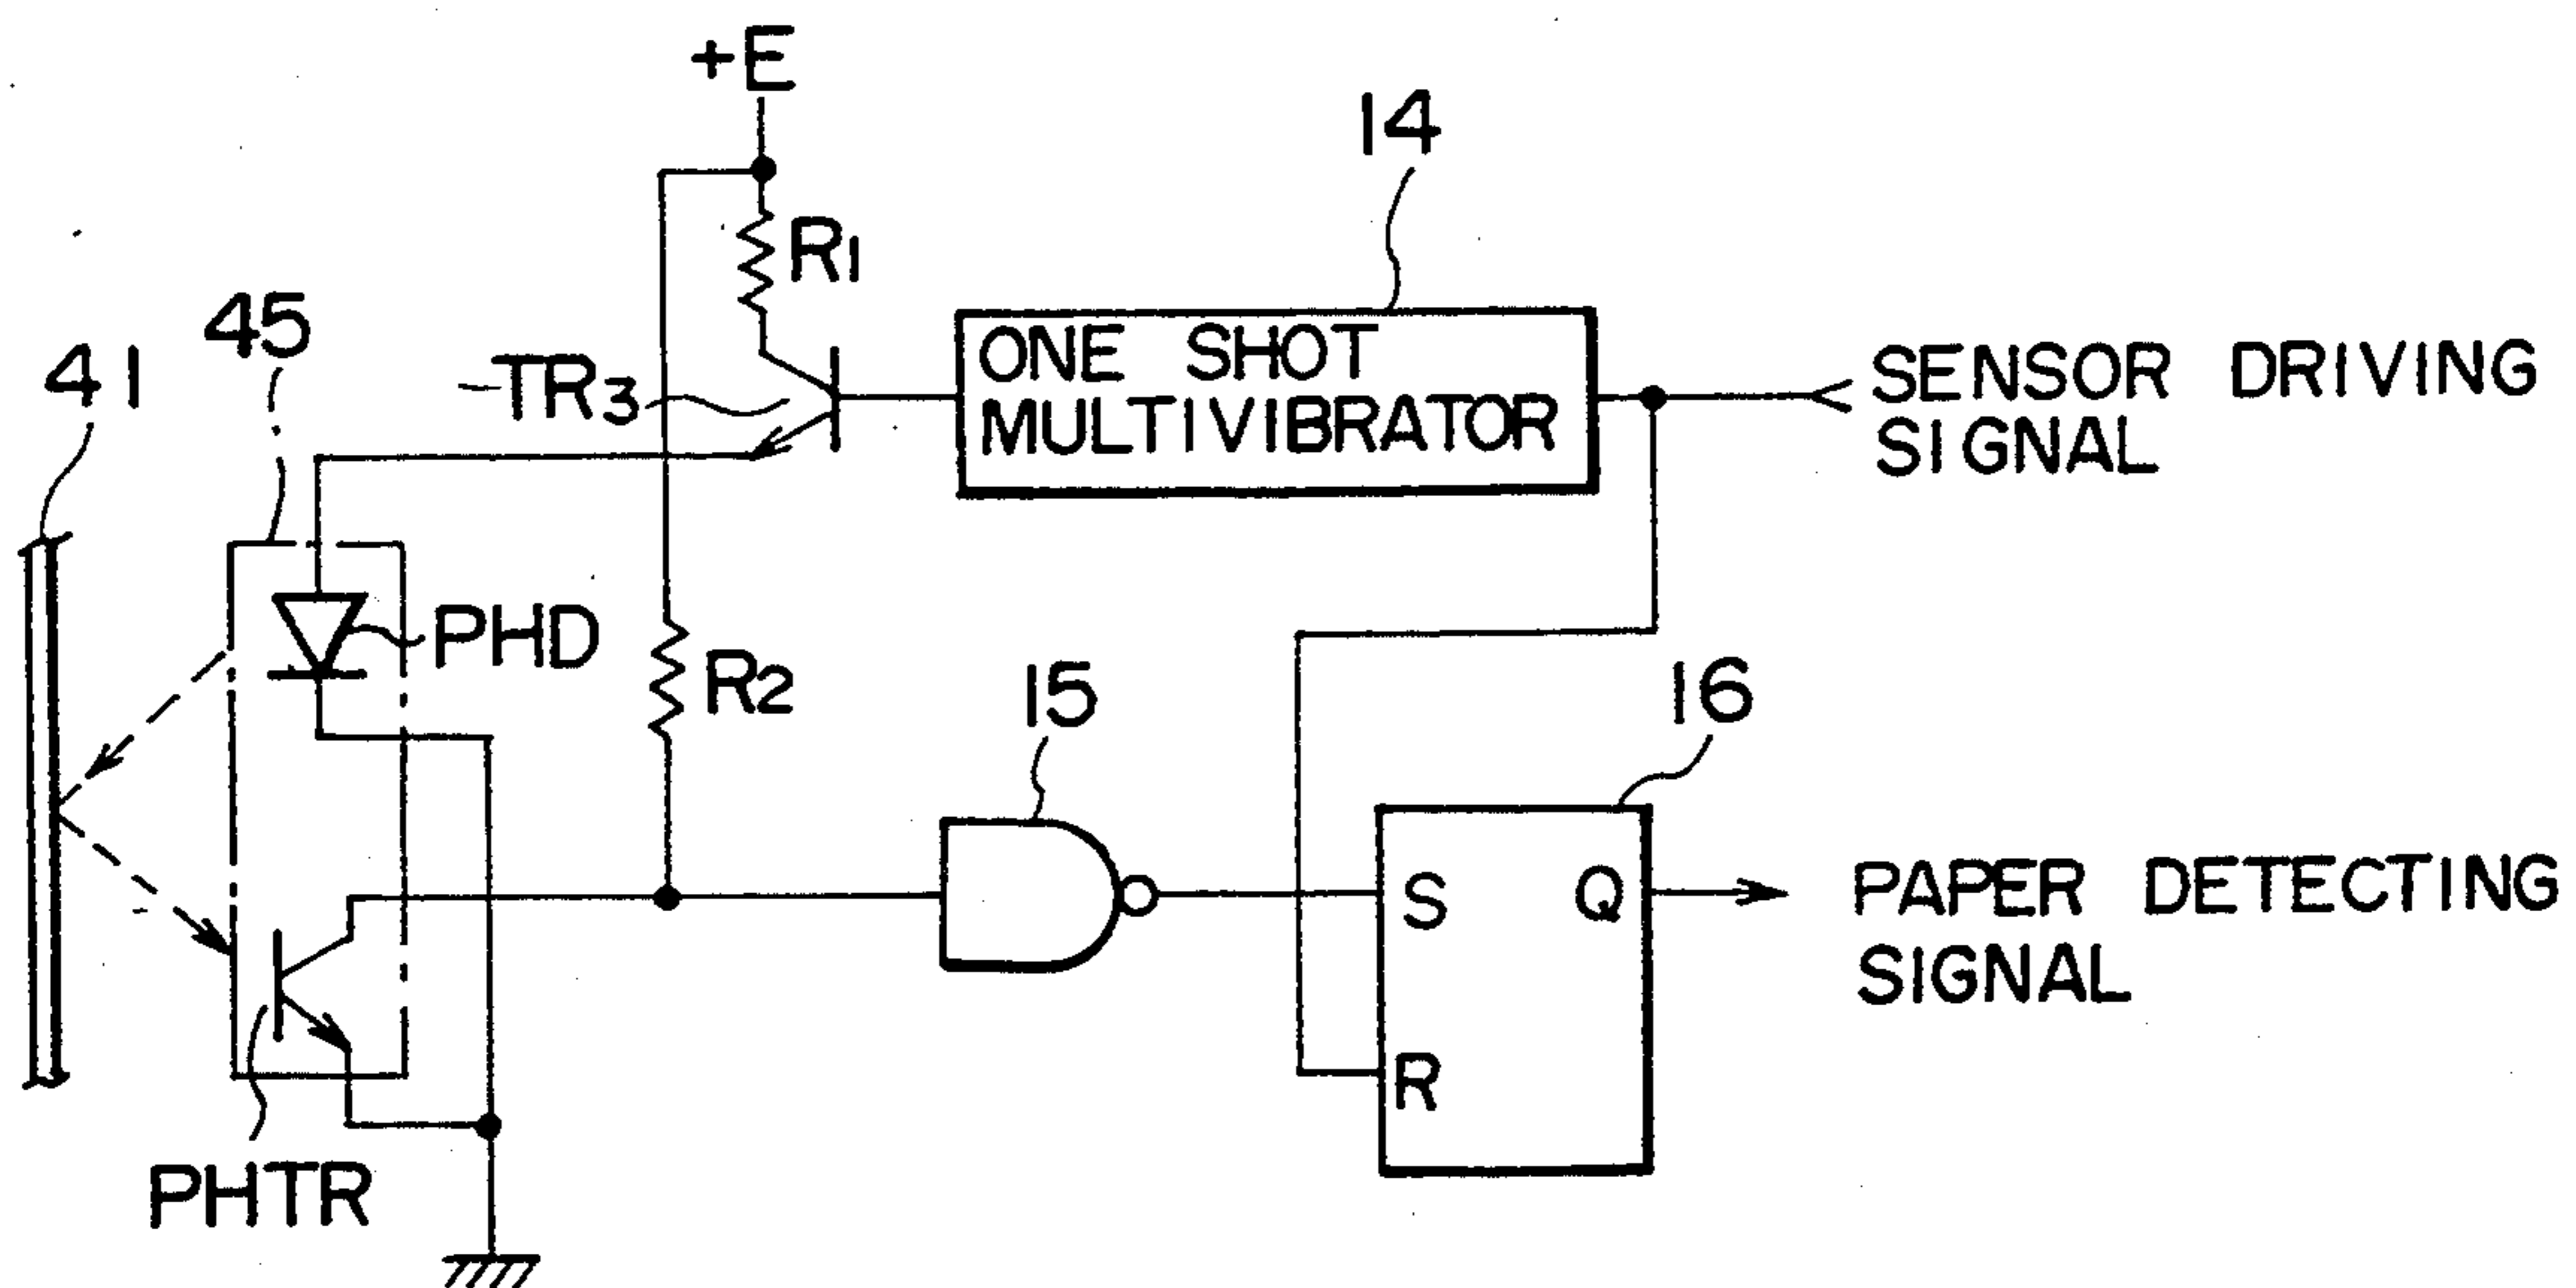 +E
14
R1
45
41
TR3
ONE SHOT
MULTIVIBRATOR
SENSOR DRIVING
SIGNAL
PHD
R2
15
16
S
Q
PAPER DETECTING
SIGNAL
R
PHTR